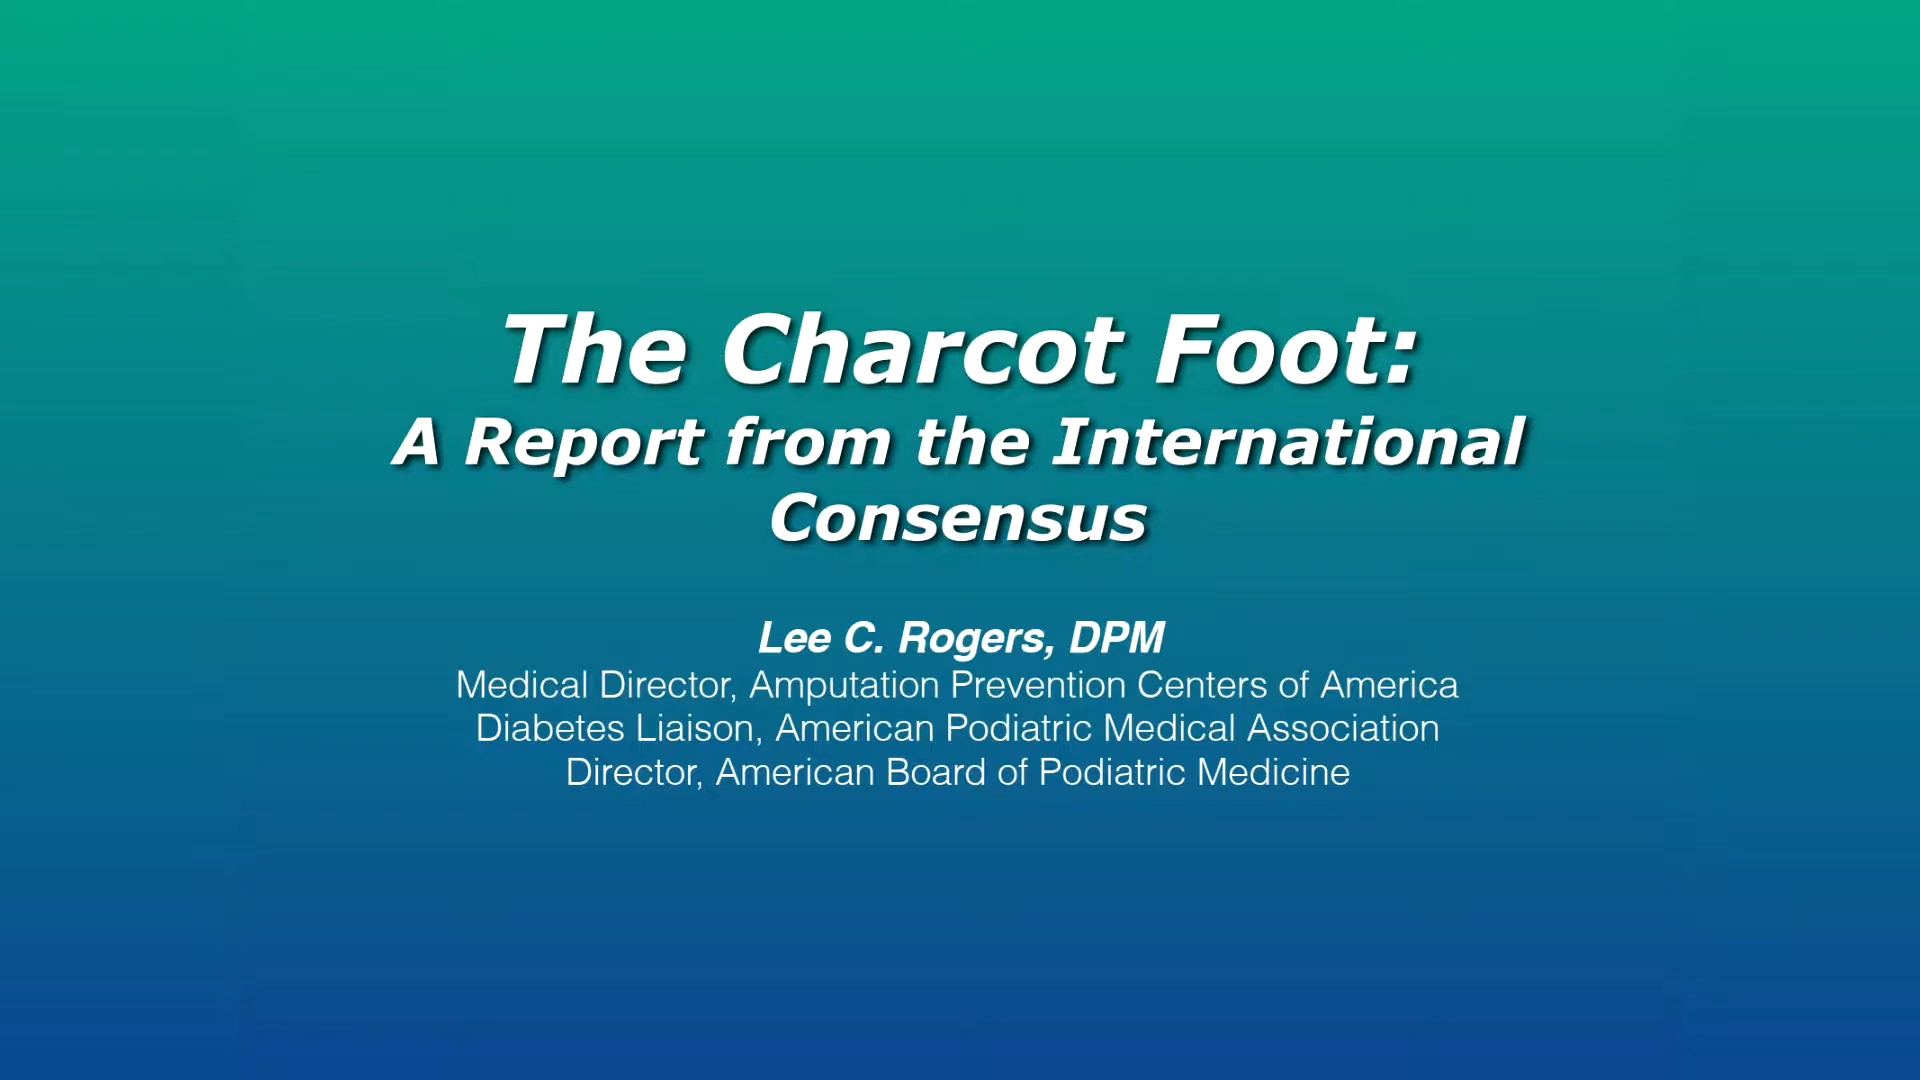 The Charcot Foot:
A Report from the International
Consensus
Lee C. Rogers, DPM
Medical Director, Amputation Prevention Centers of America
Diabetes Liaison, American Podiatric Medical Association
Director, American Board of Podiatric Medicine